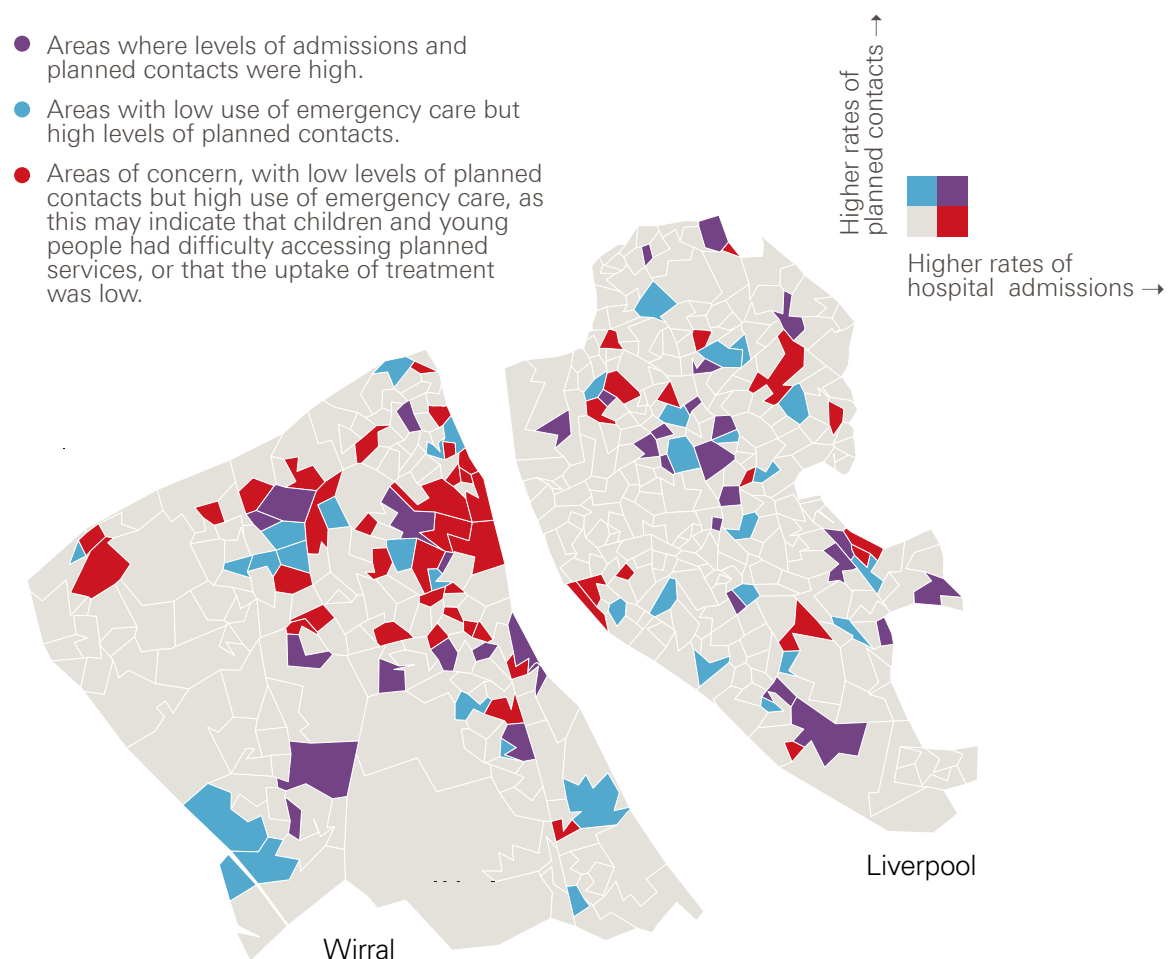 Areas where levels of admissions and
planned contacts were high.
Areas with low use of emergency care but
high levels of planned contacts.
Areas of concern, with low levels of planned
contacts but high use of emergency care, as
this may indicate that children and young
people had difficulty accessing planned
services, or that the uptake of treatment
was low.
Higher rates of
planned contacts →
Higher rates of
hospital admissions →
Liverpool
Wirral